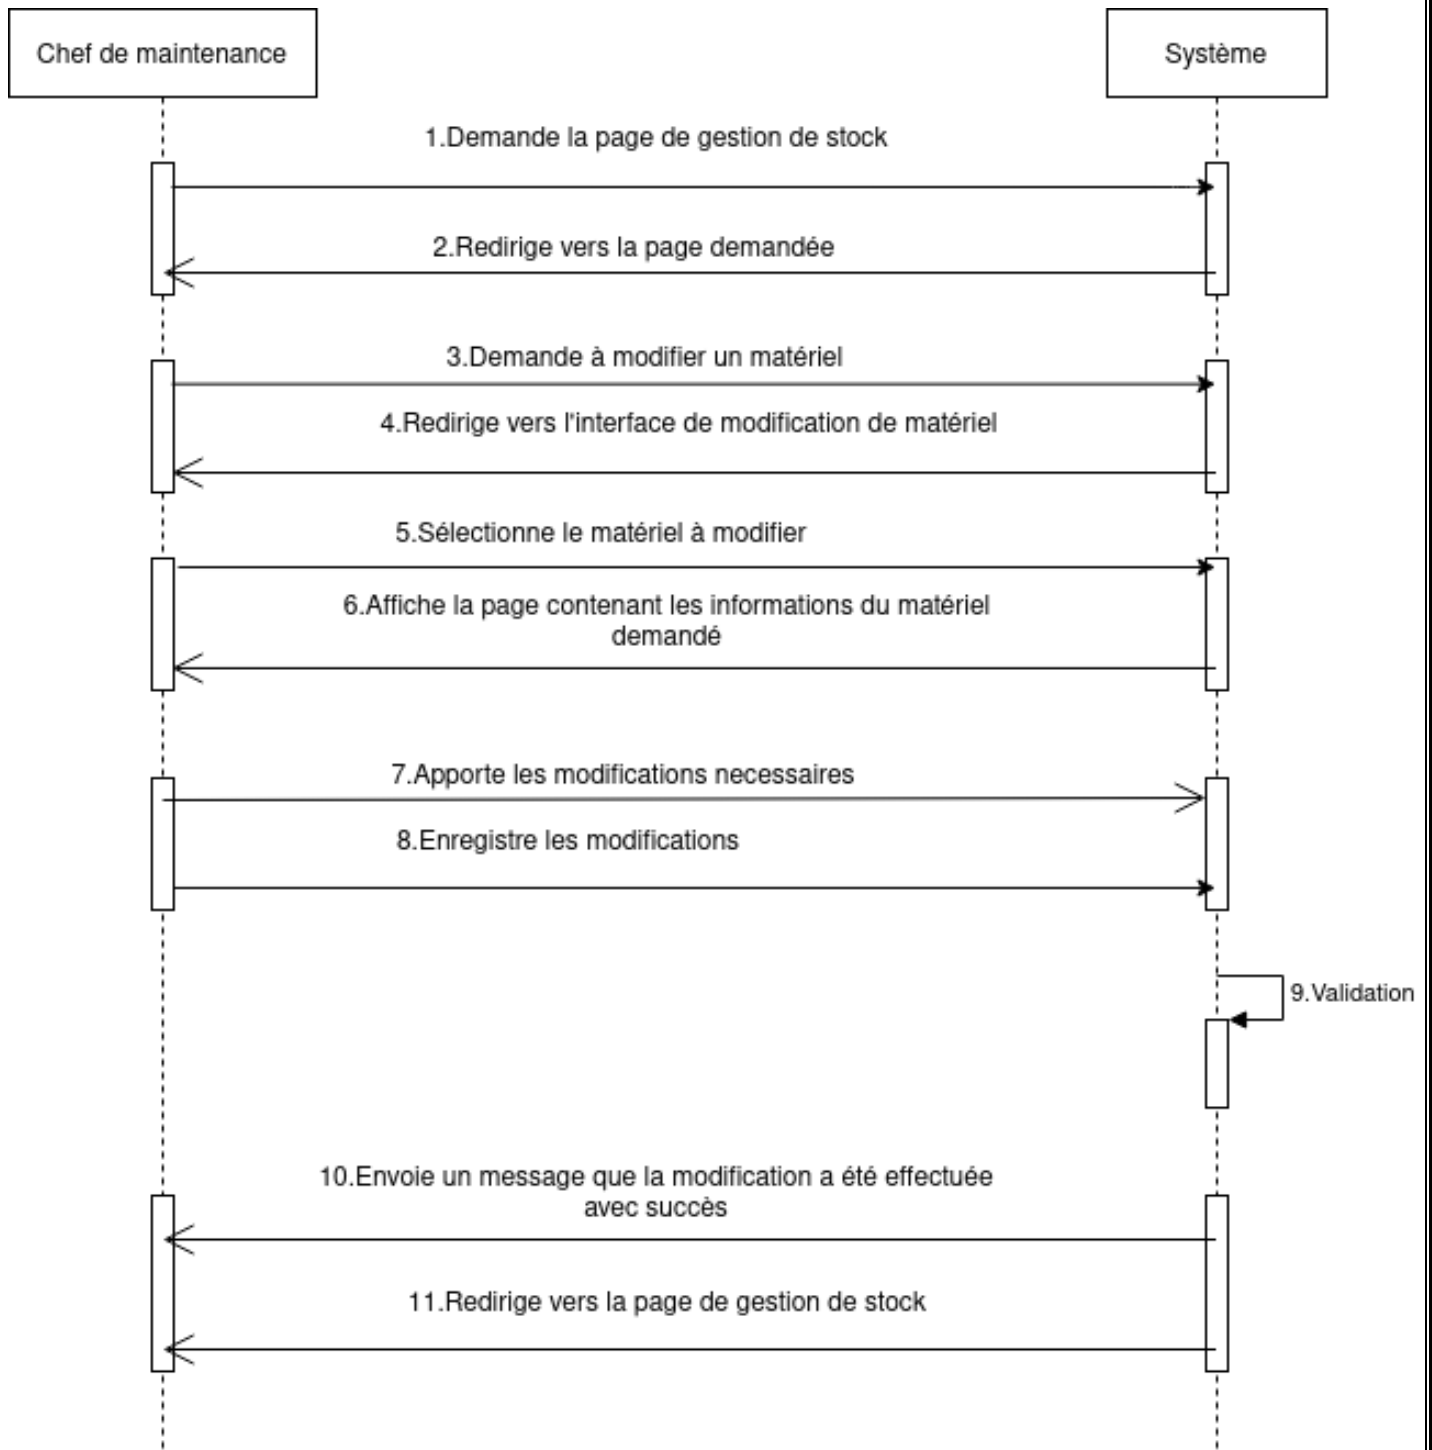 Chef de maintenance
Système
1.Demande la page de gestion de stock
2.Redirige vers la page demandée
3.Demande à modifier un matériel
4.Redirige vers l'interface de modification de matériel
5.Sélectionne le matériel à modifier
6.Affiche la page contenant les informations du matériel
demandé
7.Apporte les modifications necessaires
8.Enregistre les modifications
9.Validation
10.Envoie un message que la modification a été effectuée
avec succès
11.Redirige vers la page de gestion de stock